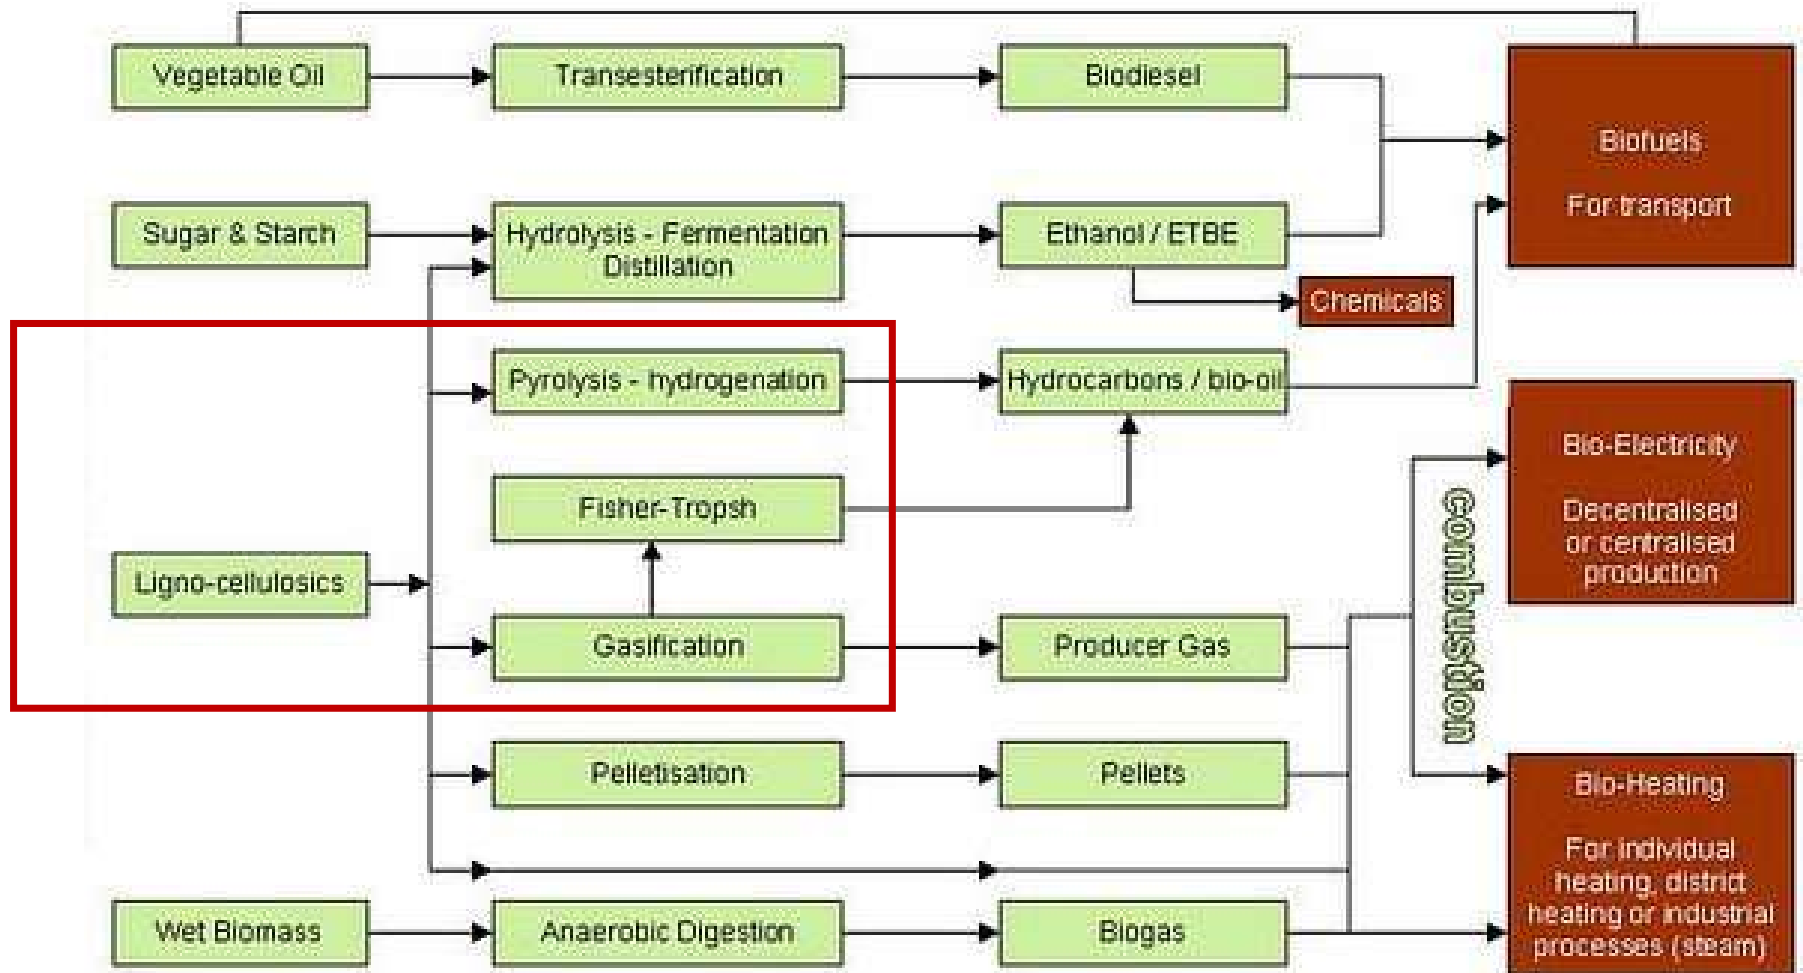 Vegetable Oil
Transesterification
Biodiesel
Biofuels
For transport
Sugar & Starch
Hydrolysis - Fermentation
Distillation
Ethanol / ETBE
Chemicals
Pyrolysis - hydrogenation
Hydrocarbons / bio-oil
Fisher-Tropsh
Bio-Electricity
Decentralised
or centralised
production
combustion
Ligno-cellulosics
Gasification
Producer Gas
Pelletisation
Pellets
Bio-Heating
For individual
heating, district
heating or industrial
processes (steam)
Wet Biomass
Anaerobic Digestion
Biogas